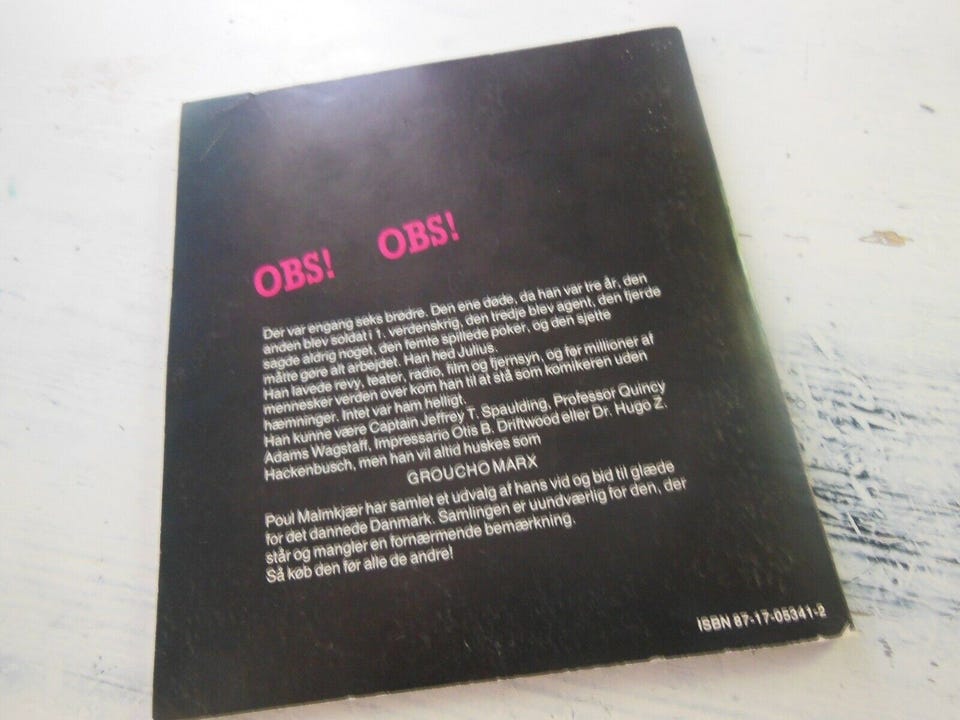 OBS! OBS!
Der var engang seks brødre. Den ene døde, da han var tre år, den
anden blev soldat i 1. verdenskrig, den tredje blev agent, den fjerde
sagde aldrig noget, den femte spillede poker, og den sjette
måtte gøre alt arbejdet. Han hed Julius.
Han lavede revy, teater, radio, film og fjernsyn, og for millioner af
mennesker verden over kom han til at stå som komikeren uden
hæmninger. Intet var ham helligt.
Han kunne være Captain Jeffrey T. Spaulding, Professor Quincy
Adams Wagstaff, Impressario Otis B. Driftwood eller Dr. Hugo Z.
Hackenbusch, men han vil altid huskes som
GROUCHO MARX
Poul Malmkjær har samlet et udvalg af hans vid og bid til glæde
for det dannede Danmark. Samlingen er uundværlig for den, der
står og mangler en fornærmende bemærkning.
Så køb den før alle de andre!
ISBN 87-17-05341-2